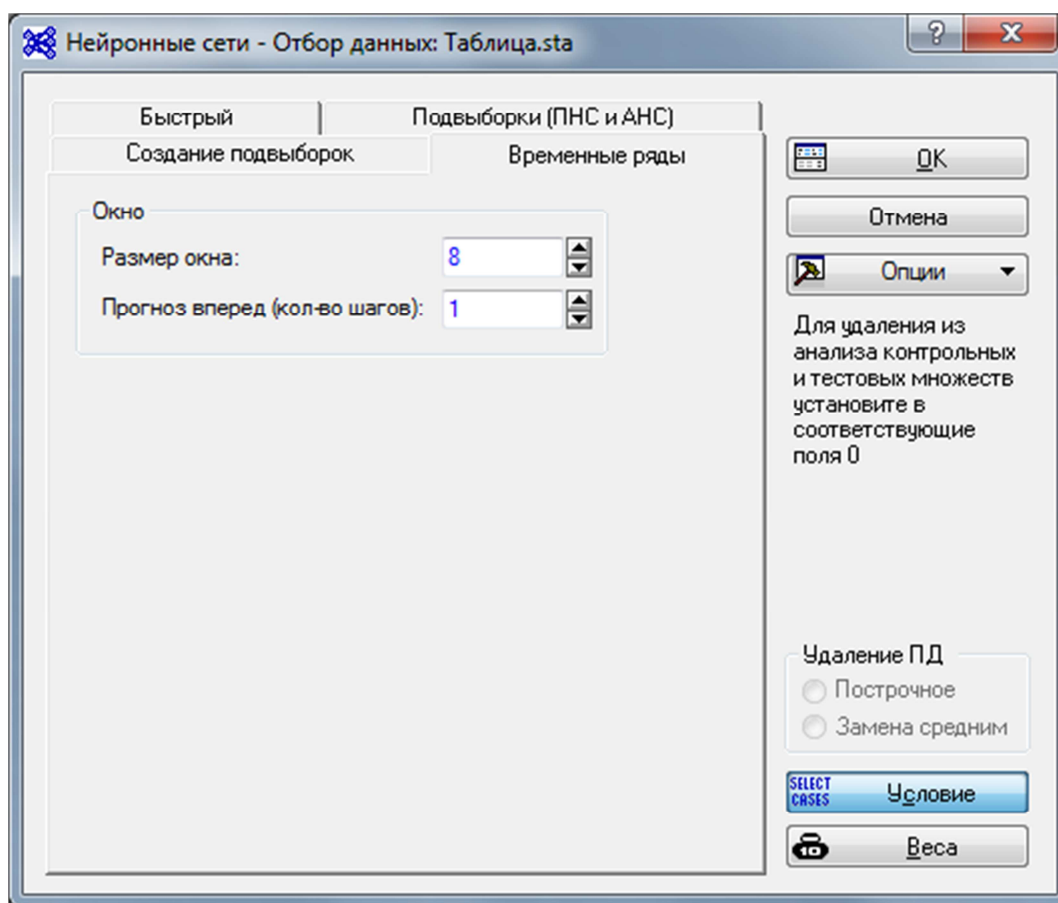 Нейронные сети - Отбор данных: Таблица.sta
Быстрый
Подвыборки (ПНС и АНС)
Создание подвыборок
Временные ряды
Окно
Размер окна:
8
Прогноз вперед (кол-во шагов):
1
OK
Отмена
Опции
Для удаления из
анализа контрольных
и тестовых множеств
установите в
соответствующие
поля 0
Удаление ПД
Построчное
Замена средним
SELECT
CASES
Условие
10
Веса